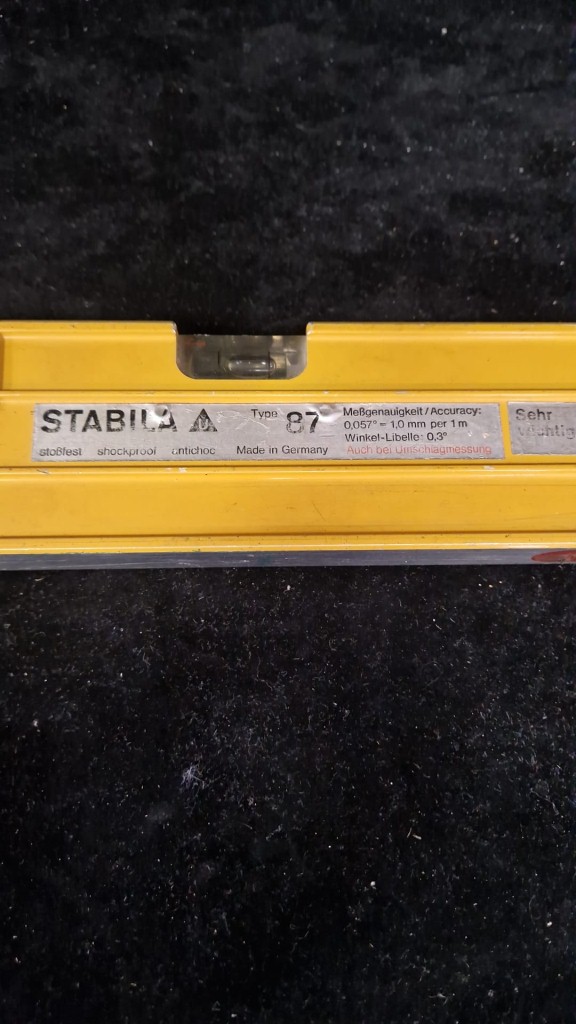 STABILA Type 87
stoßfest shockproof antichoc Made in Germany
Meßgenauigkeit/Accuracy:
0,057° = 1,0 mm per 1 m
Winkel-Libelle: 0,3°
Auch bei Umschlagmessung
Sehr